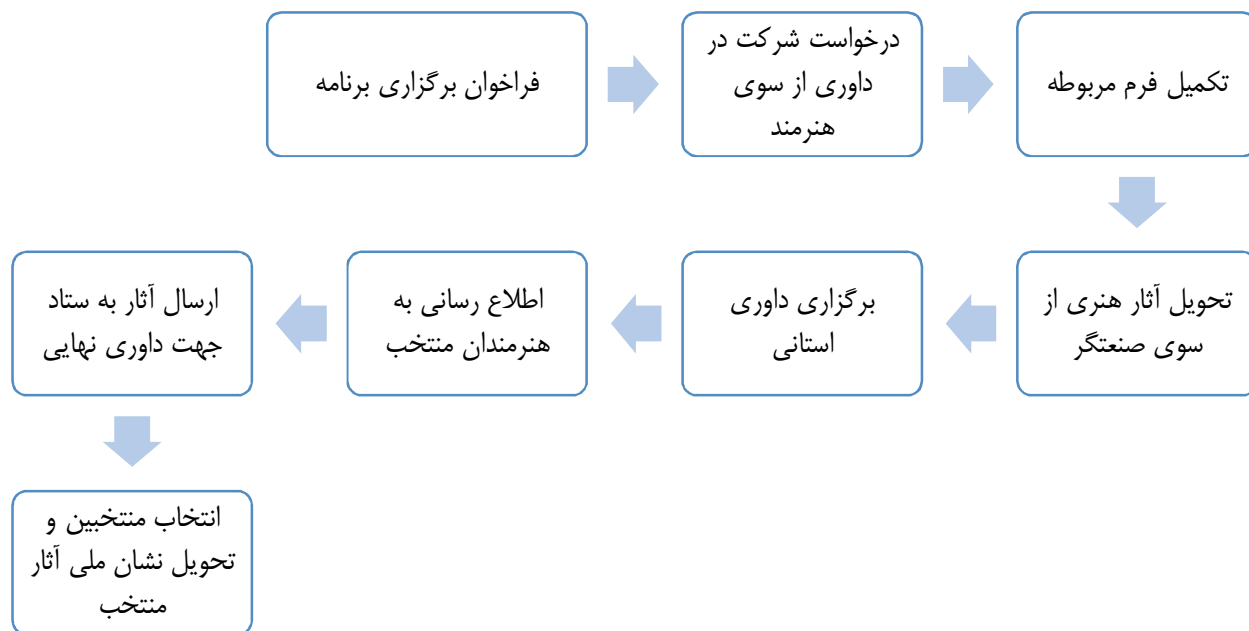 فراخوان برگزاری برنامه
درخواست شرکت در
داوری از سوی
هنرمند
تکمیل فرم مربوطه
تحویل آثار هنری از
سوی صنعتگر
برگزاری داوری
استانی
اطلاع رسانی به
هنرمندان منتخب
ارسال آثار به ستاد
جهت داوری نهایی
انتخاب منتخبین و
تحویل نشان ملی آثار
منتخب